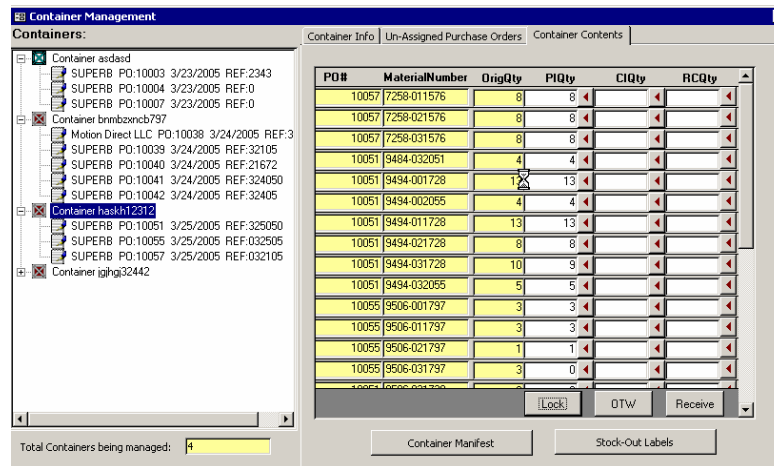 Container Management
Containers:
Container asdasd
SUPERB PO:10003 3/23/2005 REF:2343
SUPERB PO:10004 3/23/2005 REF:0
SUPERB PO:10007 3/23/2005 REF:0
Container bnmbzxncb797
Motion Direct LLC PO:10038 3/24/2005 REF:3
SUPERB PO:10039 3/24/2005 REF:32105
SUPERB PO:10040 3/24/2005 REF:21672
SUPERB PO:10041 3/24/2005 REF:324050
SUPERB PO:10042 3/24/2005 REF:32405
Container haskh12312
SUPERB PO:10051 3/25/2005 REF:325050
SUPERB PO:10055 3/25/2005 REF:032505
SUPERB PO:10057 3/25/2005 REF:032105
Container jgjhgj32442
Total Containers being managed: 4
Container Info Un-Assigned Purchase Orders Container Contents
PO# MaterialNumber OrigQty PIQty CIQty RCQty
10057 7258-011576 8 8
10057 7258-021576 8 8
10057 7258-031576 8 8
10051 9484-032051 4 4
10051 9494-001728 13
10051 9494-002055 4 4
10051 9494-011728 13 13
10051 9494-021728 8 8
10051 9494-031728 10 9
10051 9494-032055 5 5
10055 9506-001797 3 3
10055 9506-011797 3 3
10055 9506-021797 1 1
10055 9506-031797 3 0
Lock OTW Receive
Container Manifest Stock-Out Labels